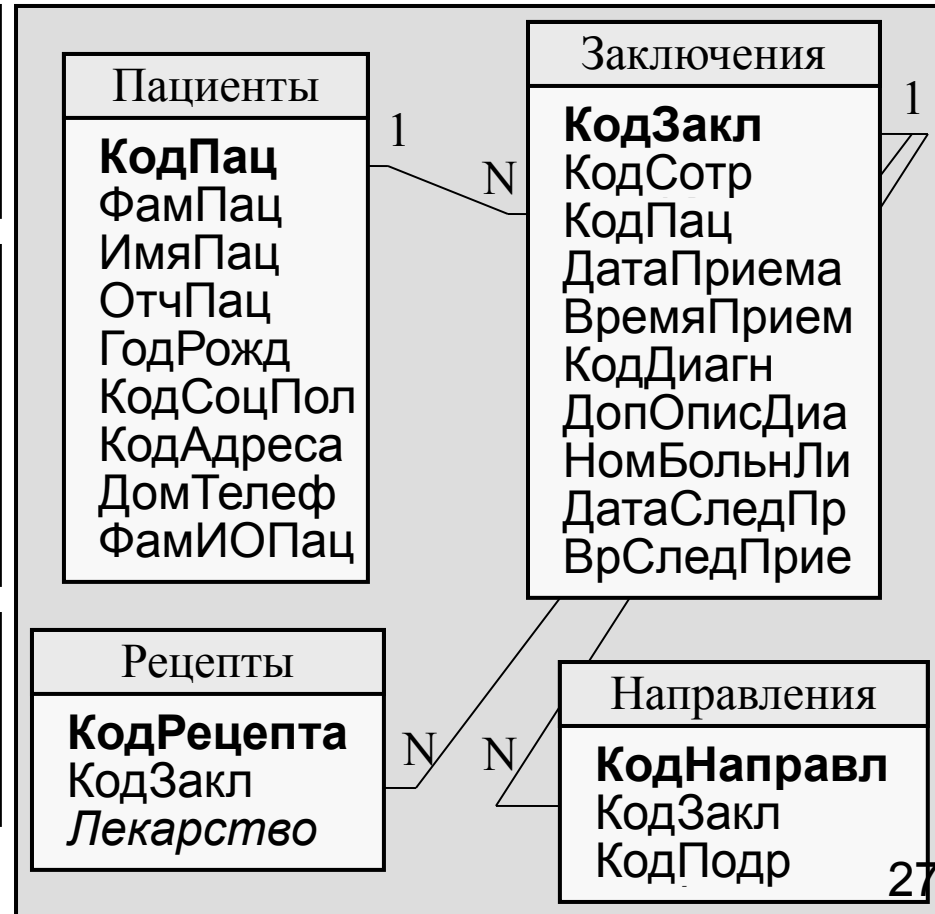 Пациенты
КодПац
ФамПац
ИмяПац
ОтчПац
ГодРожд
КодСоцПол
КодАдреса
ДомТелеф
ФамИОПац
1
N
Заключения
КодЗакл
КодСотр
КодПац
ДатаПриема
ВремяПрием
КодДиагн
ДопОписДиа
НомБольнЛи
ДатаСледПр
ВрСледПрие
1
Рецепты
КодРецепта
КодЗакл
Лекарство
N
N
Направления
КодНаправл
КодЗакл
КодПодр
27